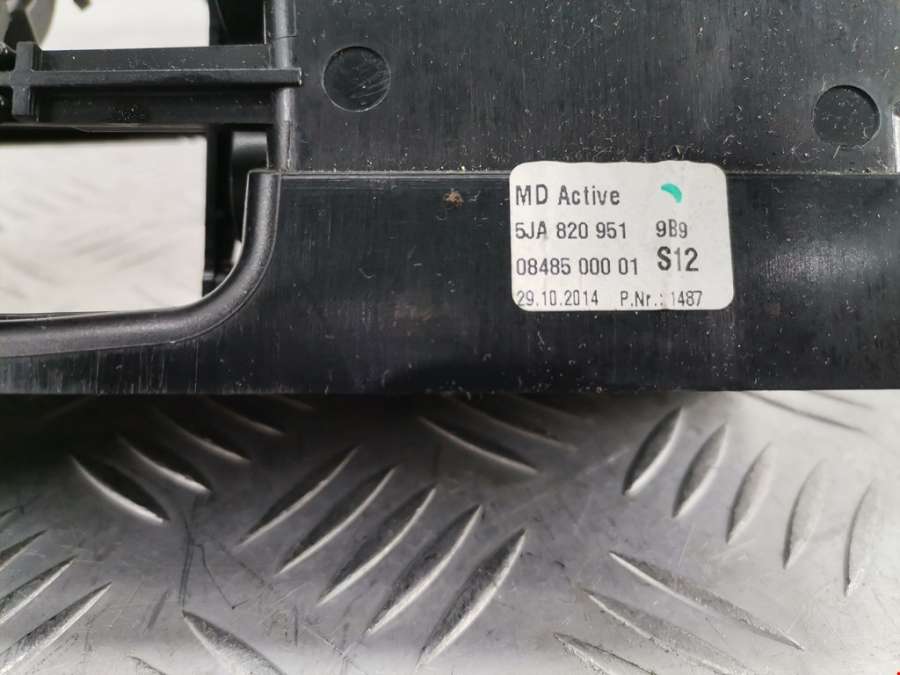 MD Active
5JA 820 951 9B9
08485 000 01 S12
29.10.2014 P.Nr.: 1487